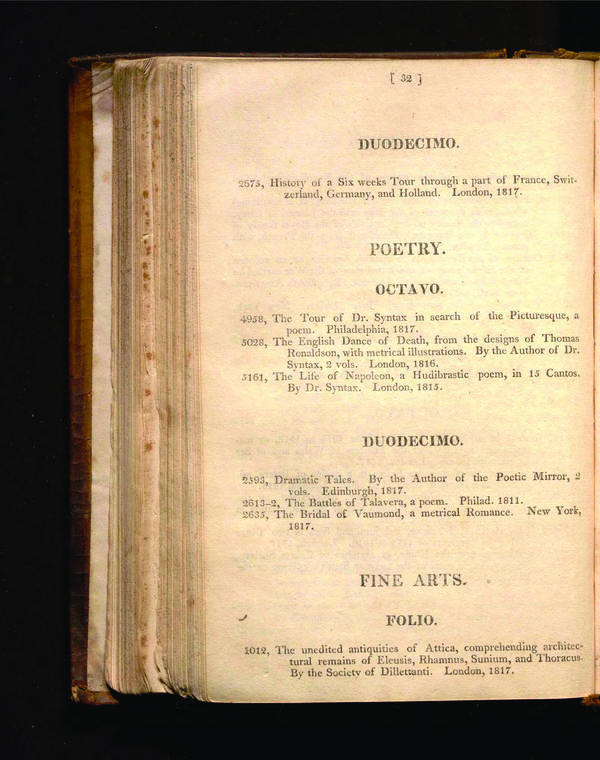 [ 32 ]
DUODECIMO.
2675, History of a Six weeks Tour through a part of France, Swit-
zerland, Germany, and Holland. London, 1817.
POETRY.
OCTAVO.
4958, The Tour of Dr. Syntax in search of the Picturesque, a
poem. Philadelphia, 1817.
5028, The English Dance of Death, from the designs of Thomas
Ronaldson, with metrical illustrations. By the Author of Dr.
Syntax, 2 vols. London, 1816.
5161, The Life of Napoleon, a Hudibrastic poem, in 15 Cantos.
By Dr. Syntax. London, 1815.
DUODECIMO.
2593, Dramatic Tales. By the Author of the Poetic Mirror, 2
vols. Edinburgh, 1817.
2613-2, The Battles of Talavera, a poem. Philad. 1811.
2635, The Bridal of Vaumond, a metrical Romance. New York,
1817.
FINE ARTS.
FOLIO.
1012, The unedited antiquities of Attica, comprehending architec-
tural remains of Eleusis, Rhamnus, Sunium, and Thoracus.
By the Society of Dillettanti. London, 1817.